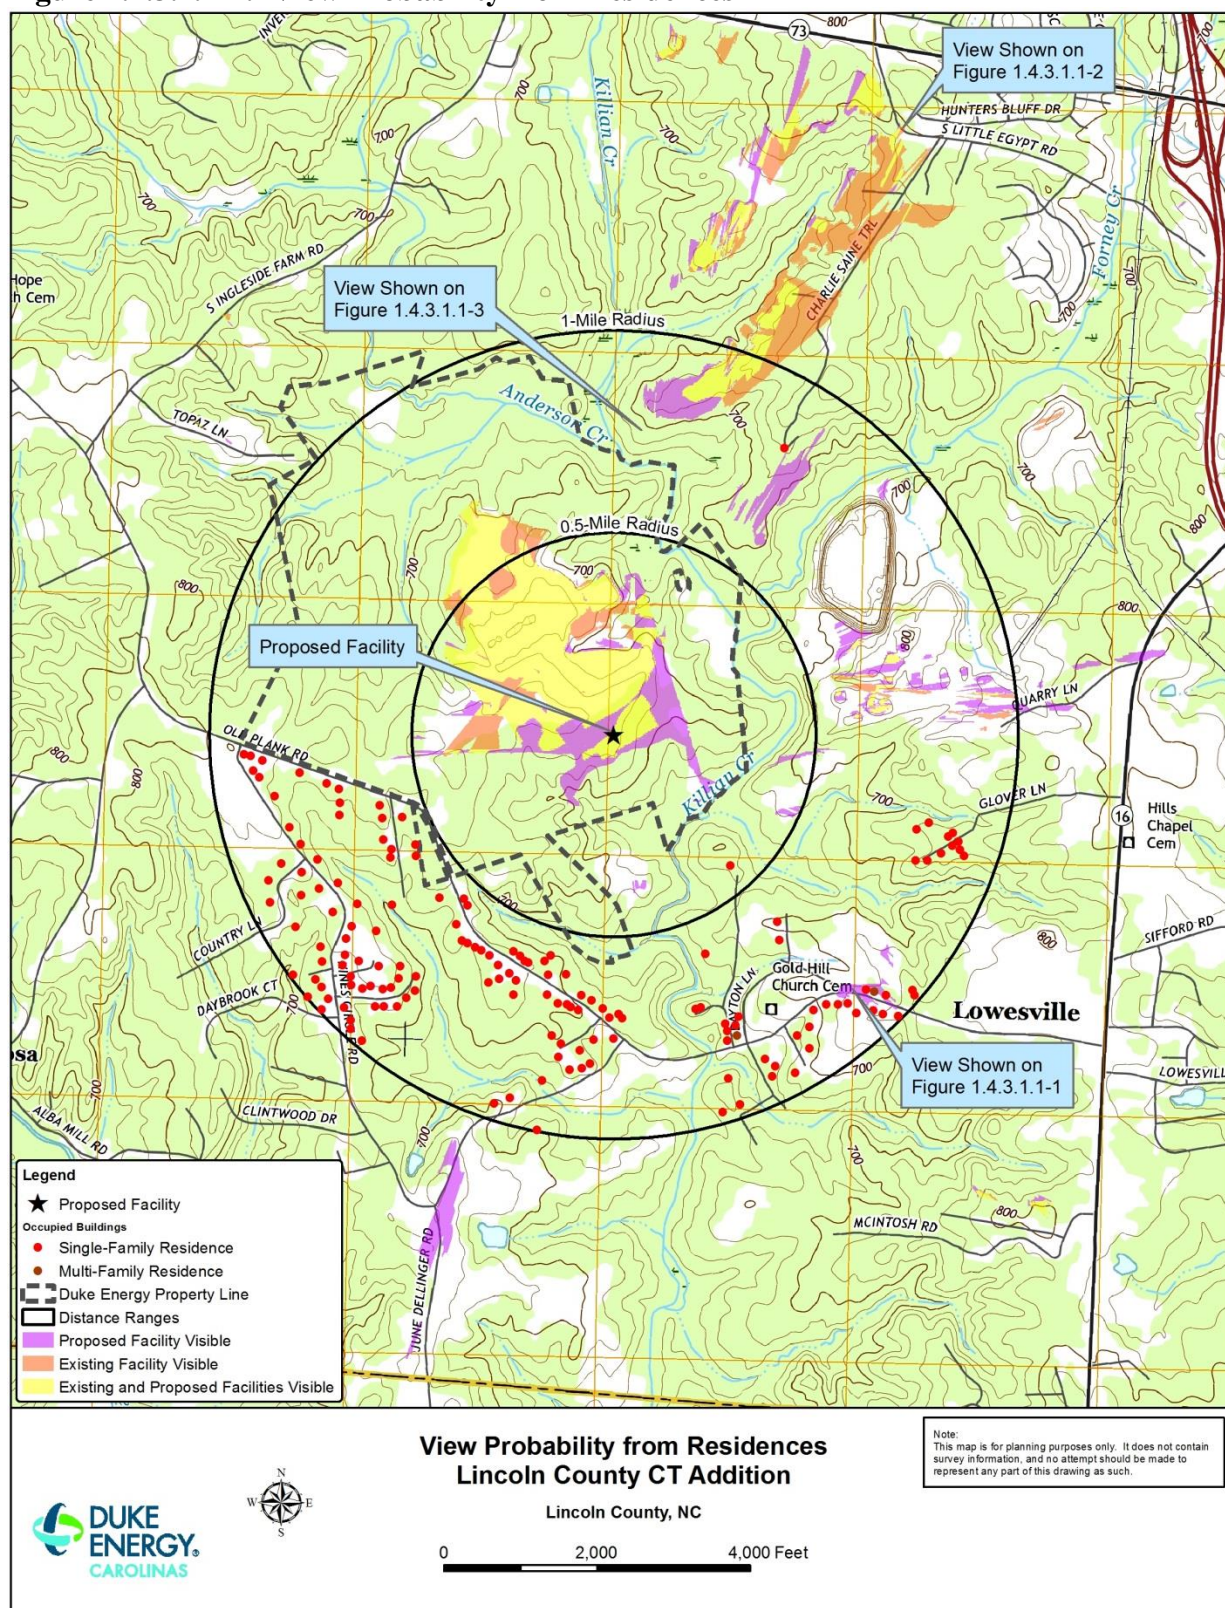 73
View Shown on
Figure 1.4.3.1.1-2
HUNTERS BLUFF DR
S LITTLE EGYPT RD
Killian Cr
Forney Cr
S INGLESIDE FARM RD
Hope
CHARLIE SAINE TRL
View Shown on
Figure 1.4.3.1.1-3
1-Mile Radius
TOPAZ LN
Anderson Cr
0.5-Mile Radius
Proposed Facility
QUARRY LN
OLD PLANK RD
Killian Cr
GLOVER LN
16
Hills
Chapel
Cem
SIFFORD RD
COUNTRY LN
Gold-Hill
Church Cem
DAYBROOK CT
Lowesville
View Shown on
Figure 1.4.3.1.1-1
LOWESVILL
ALBA MILL RD
CLINTWOOD DR
MCINTOSH RD
JUNE DELLINGER RD
700
800
Legend
Proposed Facility
Occupied Buildings
Single-Family Residence
Multi-Family Residence
Duke Energy Property Line
Distance Ranges
Proposed Facility Visible
Existing Facility Visible
Existing and Proposed Facilities Visible
View Probability from Residences
Lincoln County CT Addition
Lincoln County, NC
Note:
This map is for planning purposes only. It does not contain
survey information, and no attempt should be made to
represent any part of this drawing as such.
N
W E
S
DUKE
ENERGY®
CAROLINAS
0 2,000 4,000 Feet